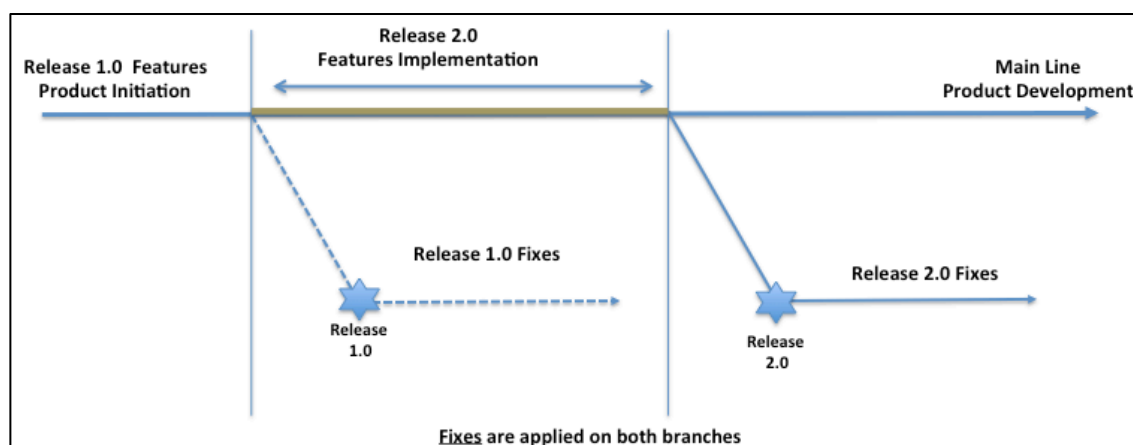 Release 2.0
Features Implementation
Release 1.0  Features
Product Initiation
Main Line
Product Development
Release 1.0 Fixes
Release 2.0 Fixes
Release
1.0
Release
2.0
Fixes are applied on both branches